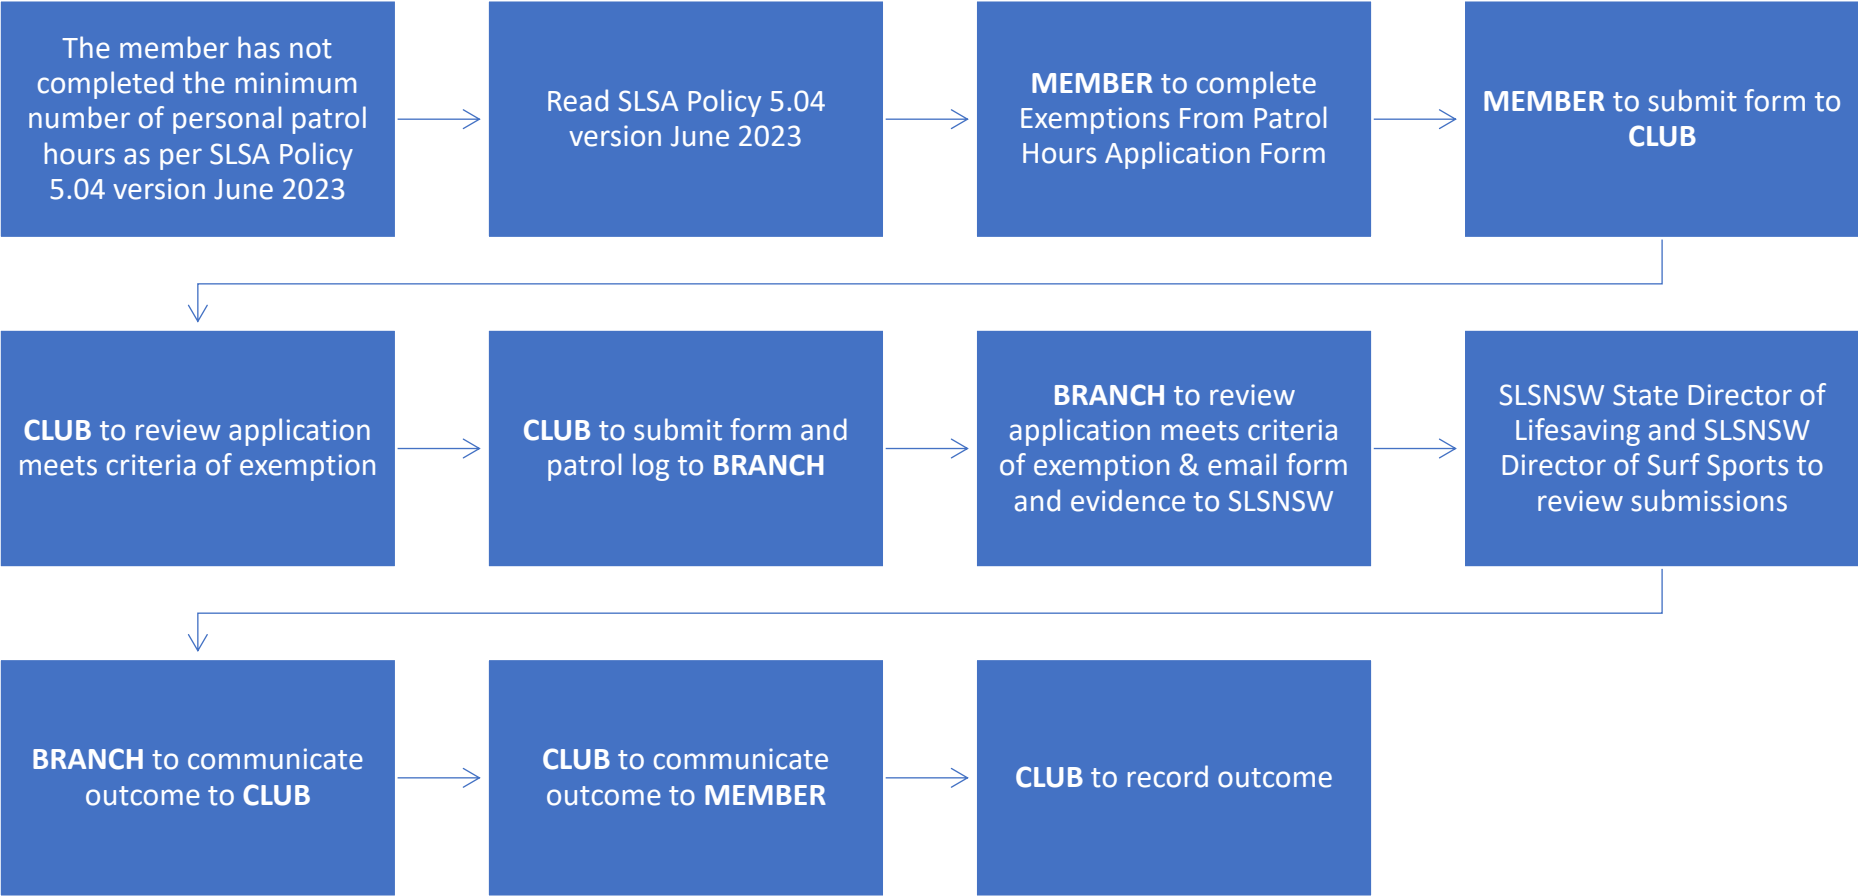 The member has not
completed the minimum
number of personal patrol
hours as per SLSA Policy
5.04 version June 2023
Read SLSA Policy 5.04
version June 2023
MEMBER to complete
Exemptions From Patrol
Hours Application Form
MEMBER to submit form to
CLUB
CLUB to review application
meets criteria of exemption
CLUB to submit form and
patrol log to BRANCH
BRANCH to review
application meets criteria
of exemption & email form
and evidence to SLSNSW
SLSNSW State Director of
Lifesaving and SLSNSW
Director of Surf Sports to
review submissions
BRANCH to communicate
outcome to CLUB
CLUB to communicate
outcome to MEMBER
CLUB to record outcome